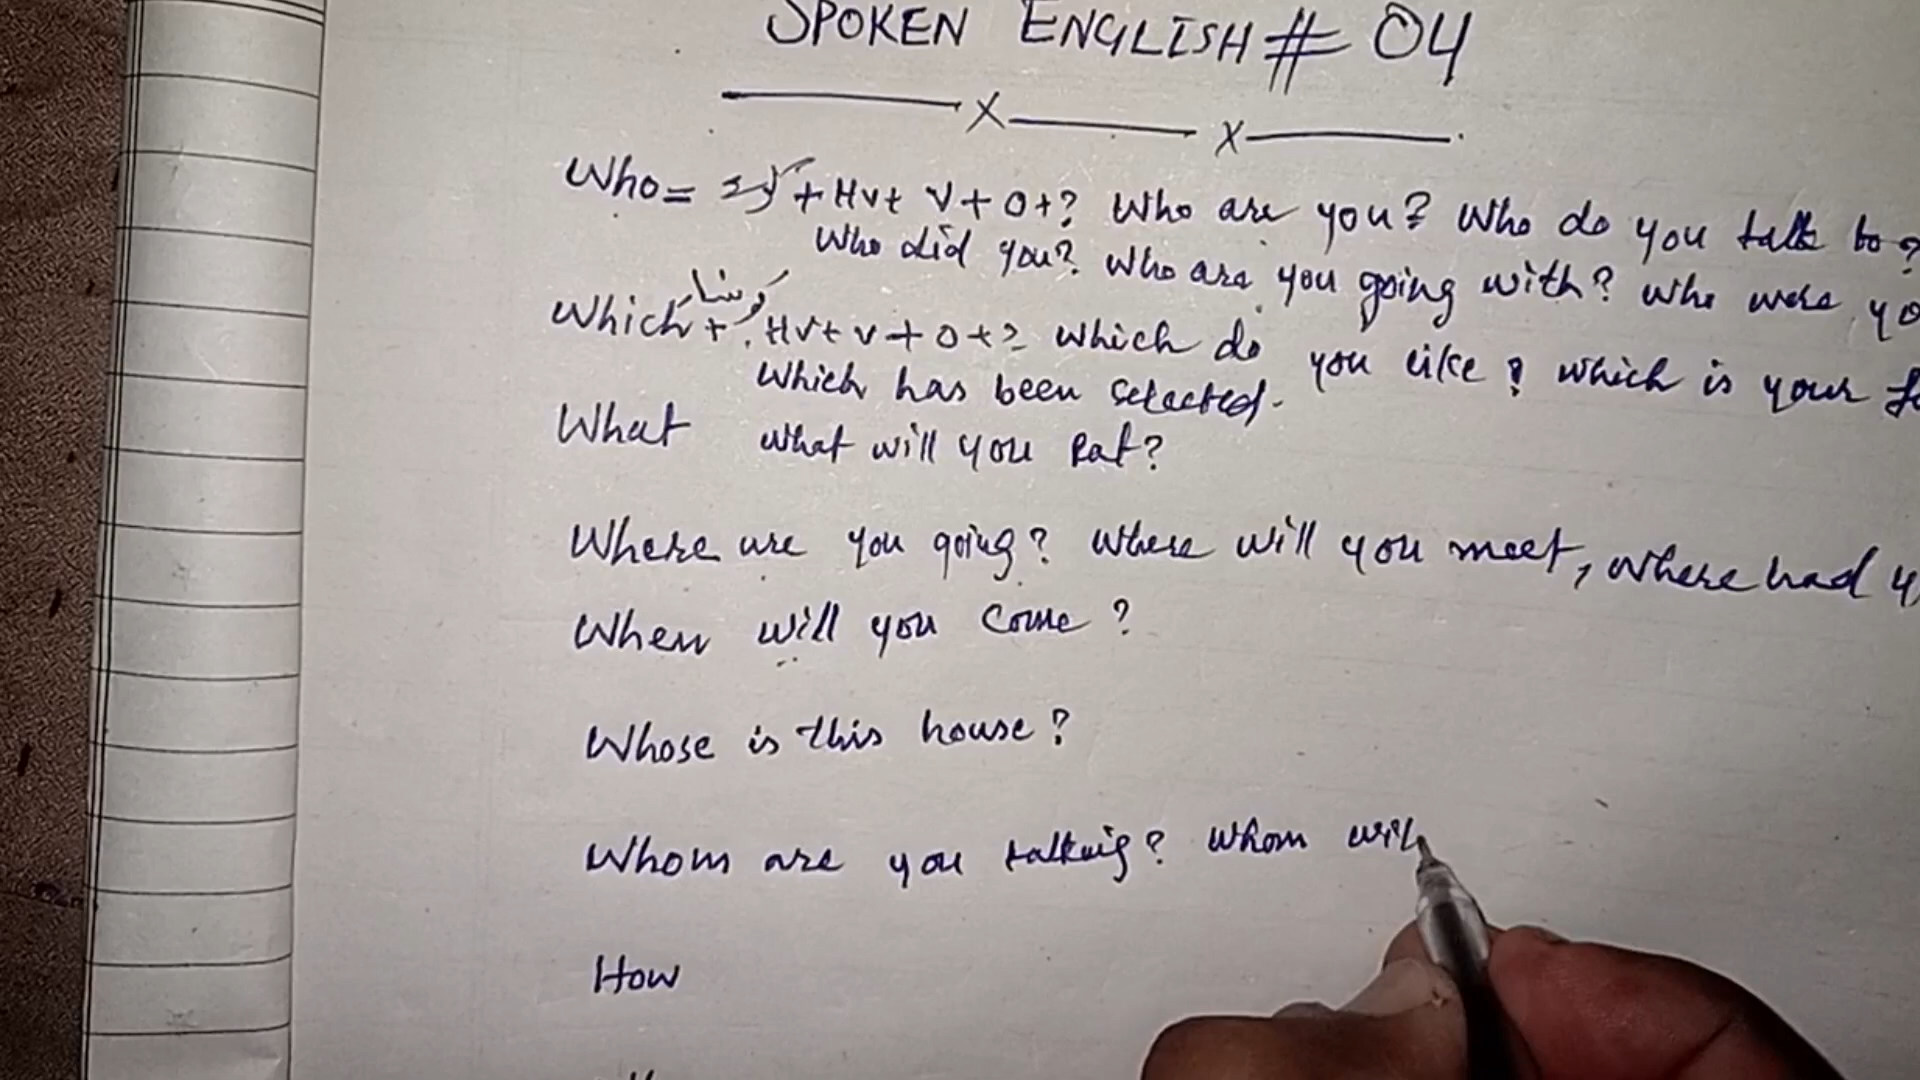 SPOKEN ENGLISH # 04
Who = + Hv + V + O + ? Who are you? Who do you talk to?
Who did you? Who are you going with? Who were yo
کونسا
Which + Hv + v + o + ? Which do you like? Which is your
Which has been selected.
What What will you Eat?
Where are you going? Where will you meet, Where had
When will you Come?
Whose is this house?
Whom are you talking? Whom will
How